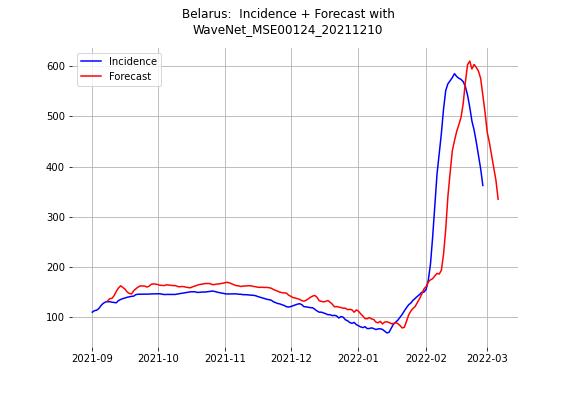 Belarus:  Incidence + Forecast with
WaveNet_MSE00124_20211210
Incidence
Forecast
600
500
400
300
200
100
2021-09 2021-10 2021-11 2021-12 2022-01 2022-02 2022-03